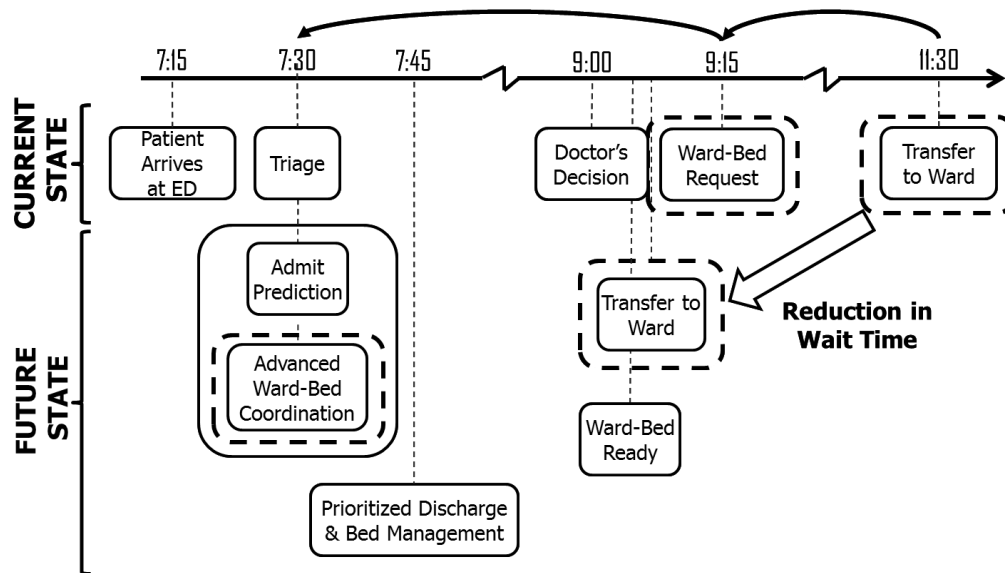 7:15
7:30
7:45
9:00
9:15
11:30
CURRENT
STATE
Patient
Arrives
at ED
Triage
Doctor's
Decision
Ward-Bed
Request
Transfer
to Ward
FUTURE
STATE
Admit
Prediction
Advanced
Ward-Bed
Coordination
Transfer to
Ward
Reduction in
Wait Time
Ward-Bed
Ready
Prioritized Discharge
& Bed Management